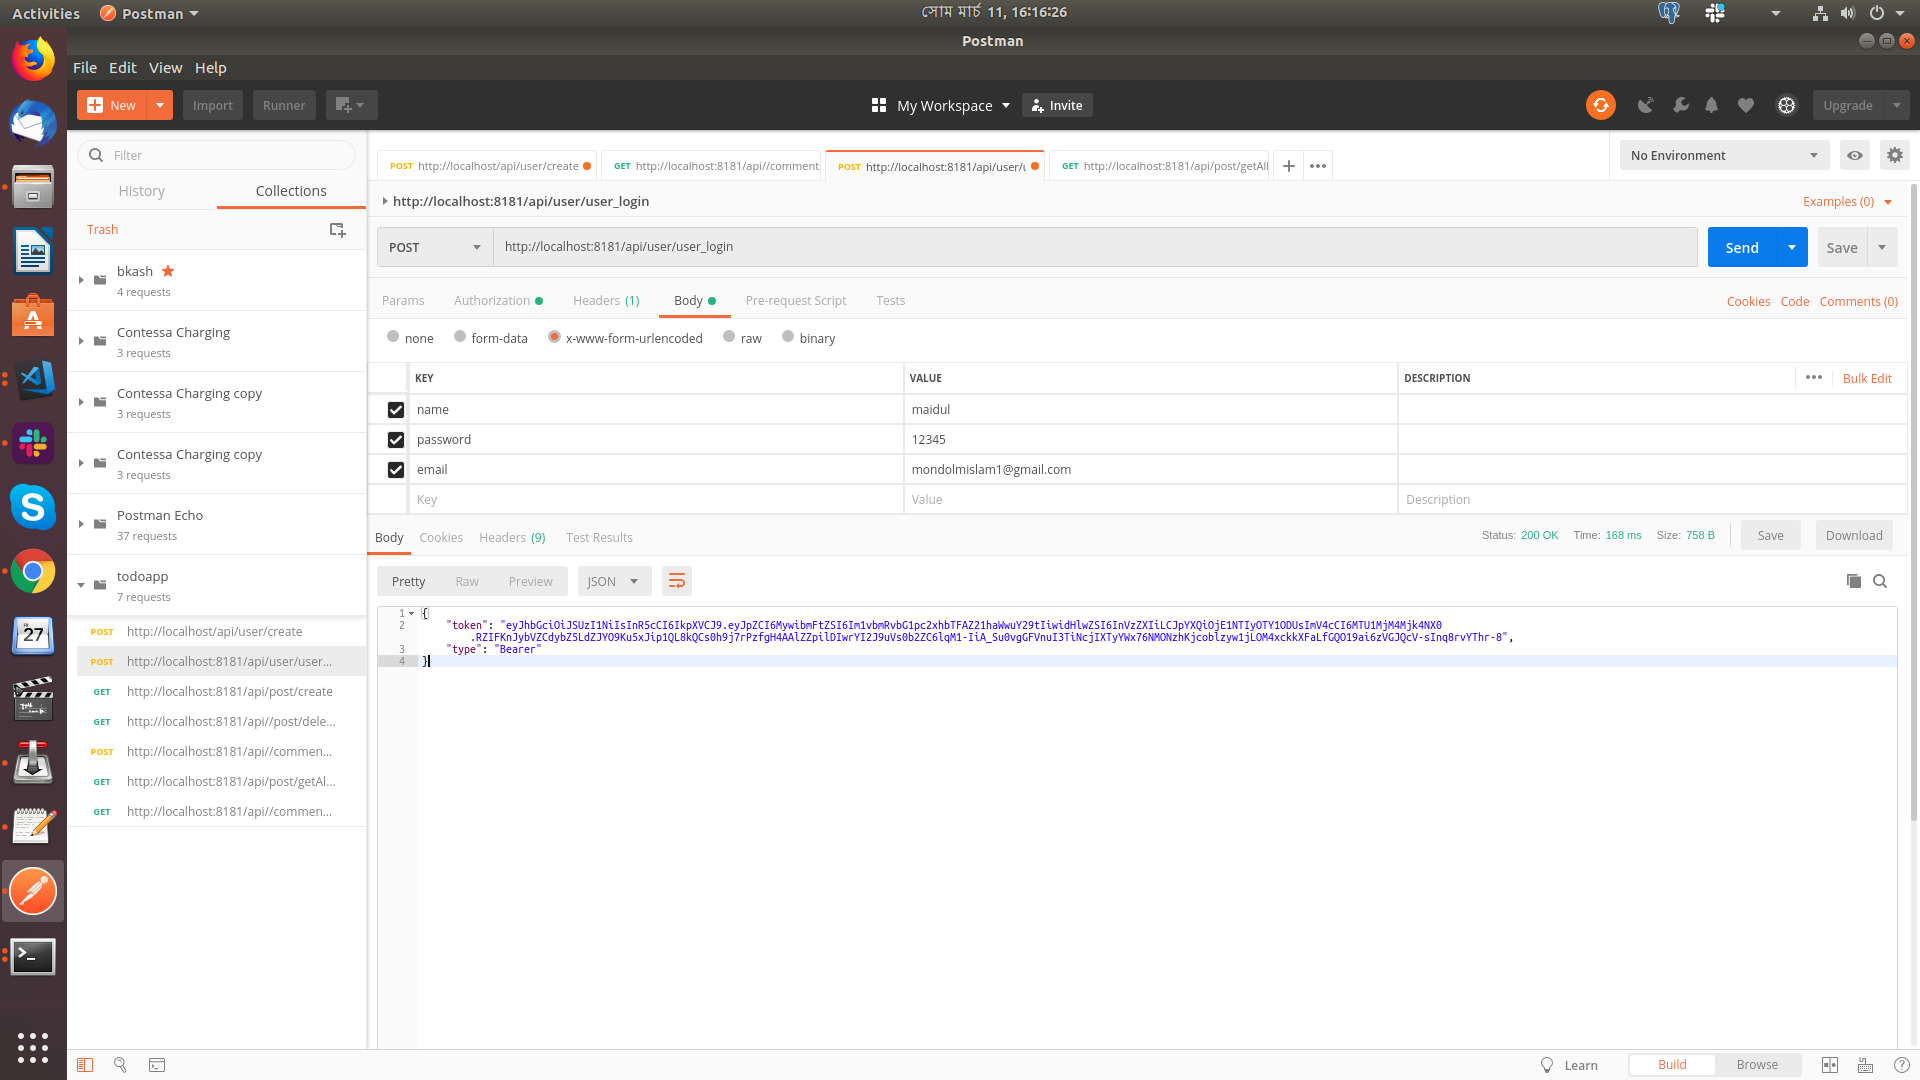 Activities
Postman
সোম মার্চ 11, 16:16:26
Postman
File Edit View Help
New
Import
Runner
My Workspace
Invite
Upgrade
Filter
History
Collections
Trash
bkash
4 requests
Contessa Charging
3 requests
Contessa Charging copy
3 requests
Contessa Charging copy
3 requests
Postman Echo
37 requests
todoapp
7 requests
POST http://localhost/api/user/create
POST http://localhost:8181/api/user/user...
GET http://localhost:8181/api/post/create
GET http://localhost:8181/api//post/dele...
POST http://localhost:8181/api//commen...
GET http://localhost:8181/api/post/getAl...
GET http://localhost:8181/api//commen...
POST http://localhost/api/user/create
GET http://localhost:8181/api//comment
POST http://localhost:8181/api/user/u
GET http://localhost:8181/api/post/getAll
No Environment
http://localhost:8181/api/user/user_login
Examples (0)
POST
http://localhost:8181/api/user/user_login
Send
Save
Params
Authorization
Headers (1)
Body
Pre-request Script
Tests
Cookies
Code
Comments (0)
none
form-data
x-www-form-urlencoded
raw
binary
KEY VALUE DESCRIPTION
Bulk Edit
name maidul
password 12345
email mondolmislam1@gmail.com
Key Value Description
Body
Cookies
Headers (9)
Test Results
Status: 200 OK
Time: 168 ms
Size: 758 B
Save
Download
Pretty
Raw
Preview
JSON
1 {
2 "token":
3 "type": "Bearer"
4 }
27
Learn
Build
Browse